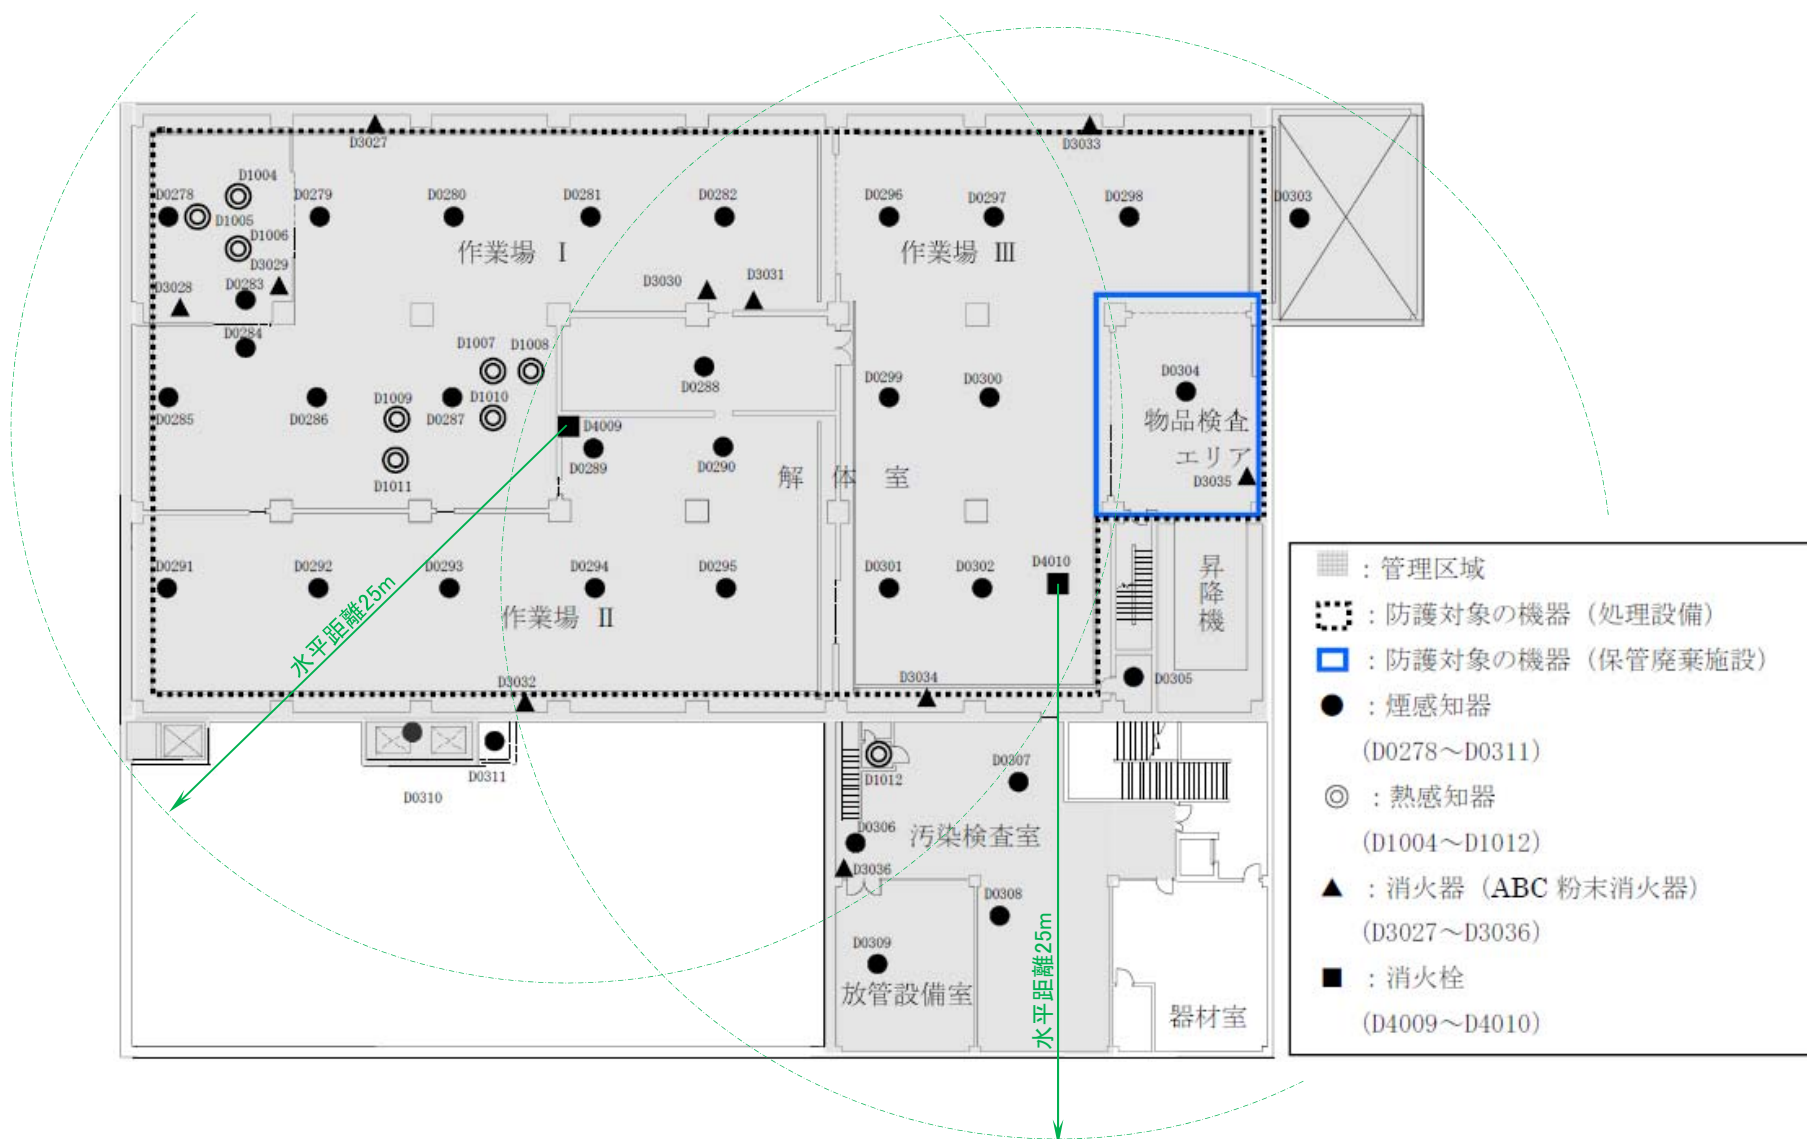 D3027
D3033
D1004
D0278
D0279
D0280
D0281
D0282
D0296
D0297
D0298
D0303
D1005
D1006
作業場 Ⅰ
作業場 Ⅲ
D3029
D3028
D0283
D3030
D3031
D0284
D1007
D1008
D0288
D0299
D0300
D0304
D1009
D1010
D0285
D0286
D0287
D4009
物品検査
エリア
D0289
D0290
D3035
解 体 室
D1011
D0291
D0292
D0293
D0294
D0295
D0301
D0302
D4010
昇降機
水平距離25m
作業場 Ⅱ
D3032
D3034
D0305
D0311
D0310
D1012
D0307
D0306
汚染検査室
D3036
D0308
D0309
水平距離25m
放管設備室
器材室
：管理区域
：防護対象の機器（処理設備）
：防護対象の機器（保管廃棄施設）
：煙感知器
（D0278～D0311）
：熱感知器
（D1004～D1012）
：消火器（ABC 粉末消火器）
（D3027～D3036）
：消火栓
（D4009～D4010）